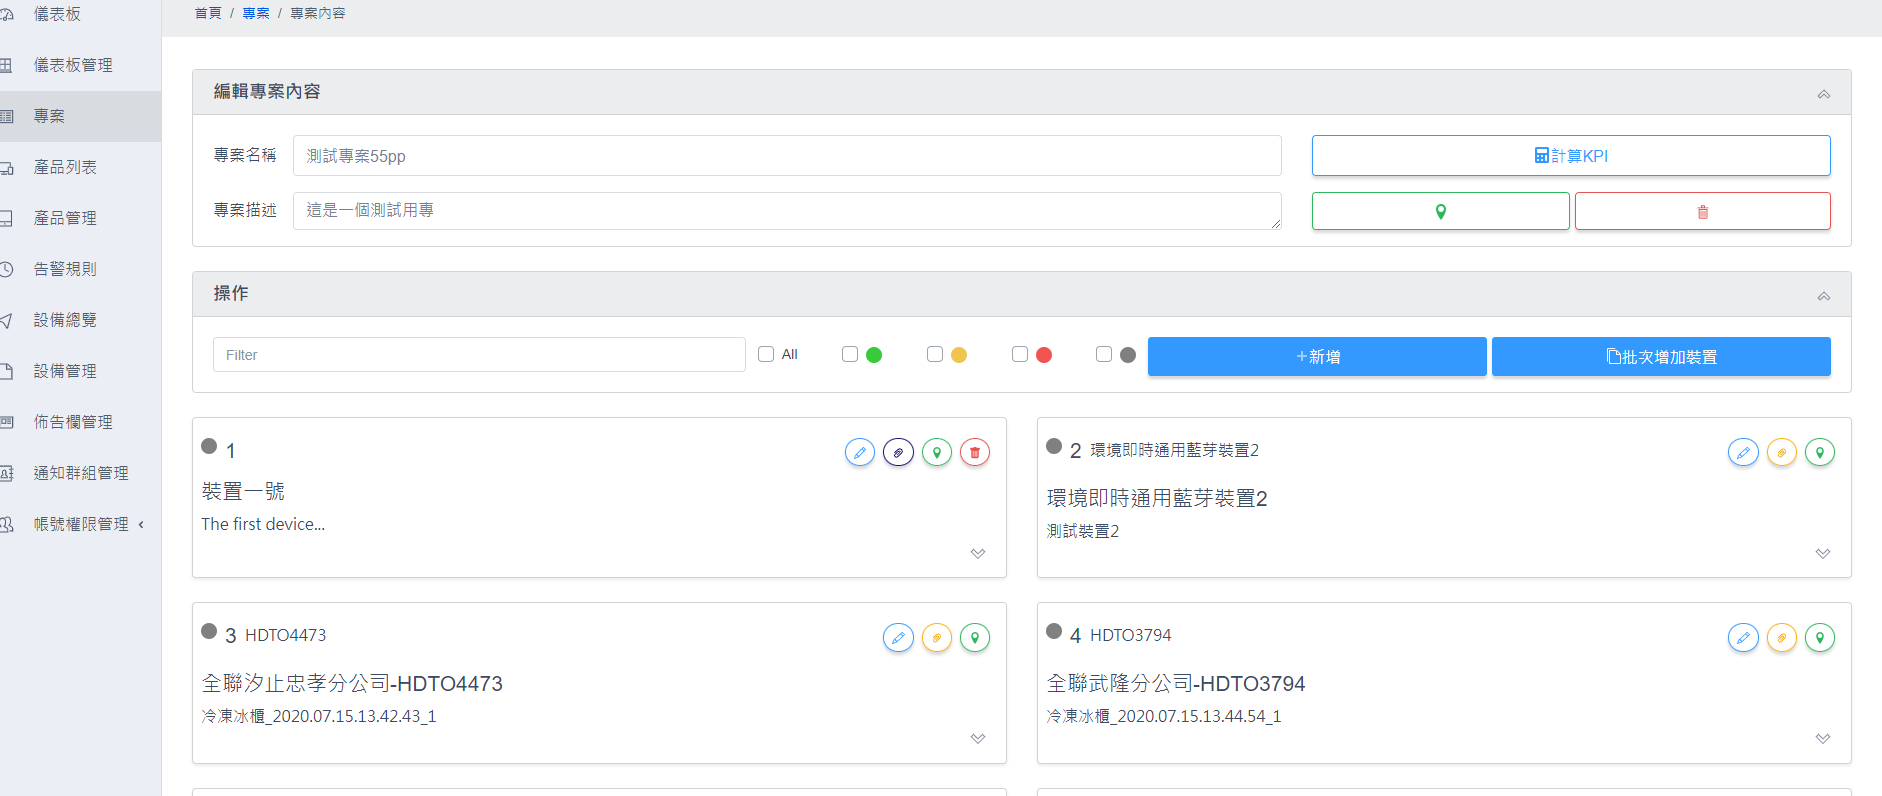 儀表板
儀表板管理
專案
產品列表
產品管理
告警規則
設備總覽
設備管理
佈告欄管理
通知群組管理
帳號權限管理
首頁 / 專案 / 專案內容
編輯專案內容
專案名稱 測試專案55pp
計算KPI
專案描述 這是一個測試用專
操作
Filter All
+新增
批次增加裝置
1
裝置一號
The first device...
2 環境即時通用藍芽裝置2
環境即時通用藍芽裝置2
測試裝置2
3 HDTO4473
全聯汐止忠孝分公司-HDTO4473
冷凍冰櫃_2020.07.15.13.42.43_1
4 HDTO3794
全聯武隆分公司-HDTO3794
冷凍冰櫃_2020.07.15.13.44.54_1